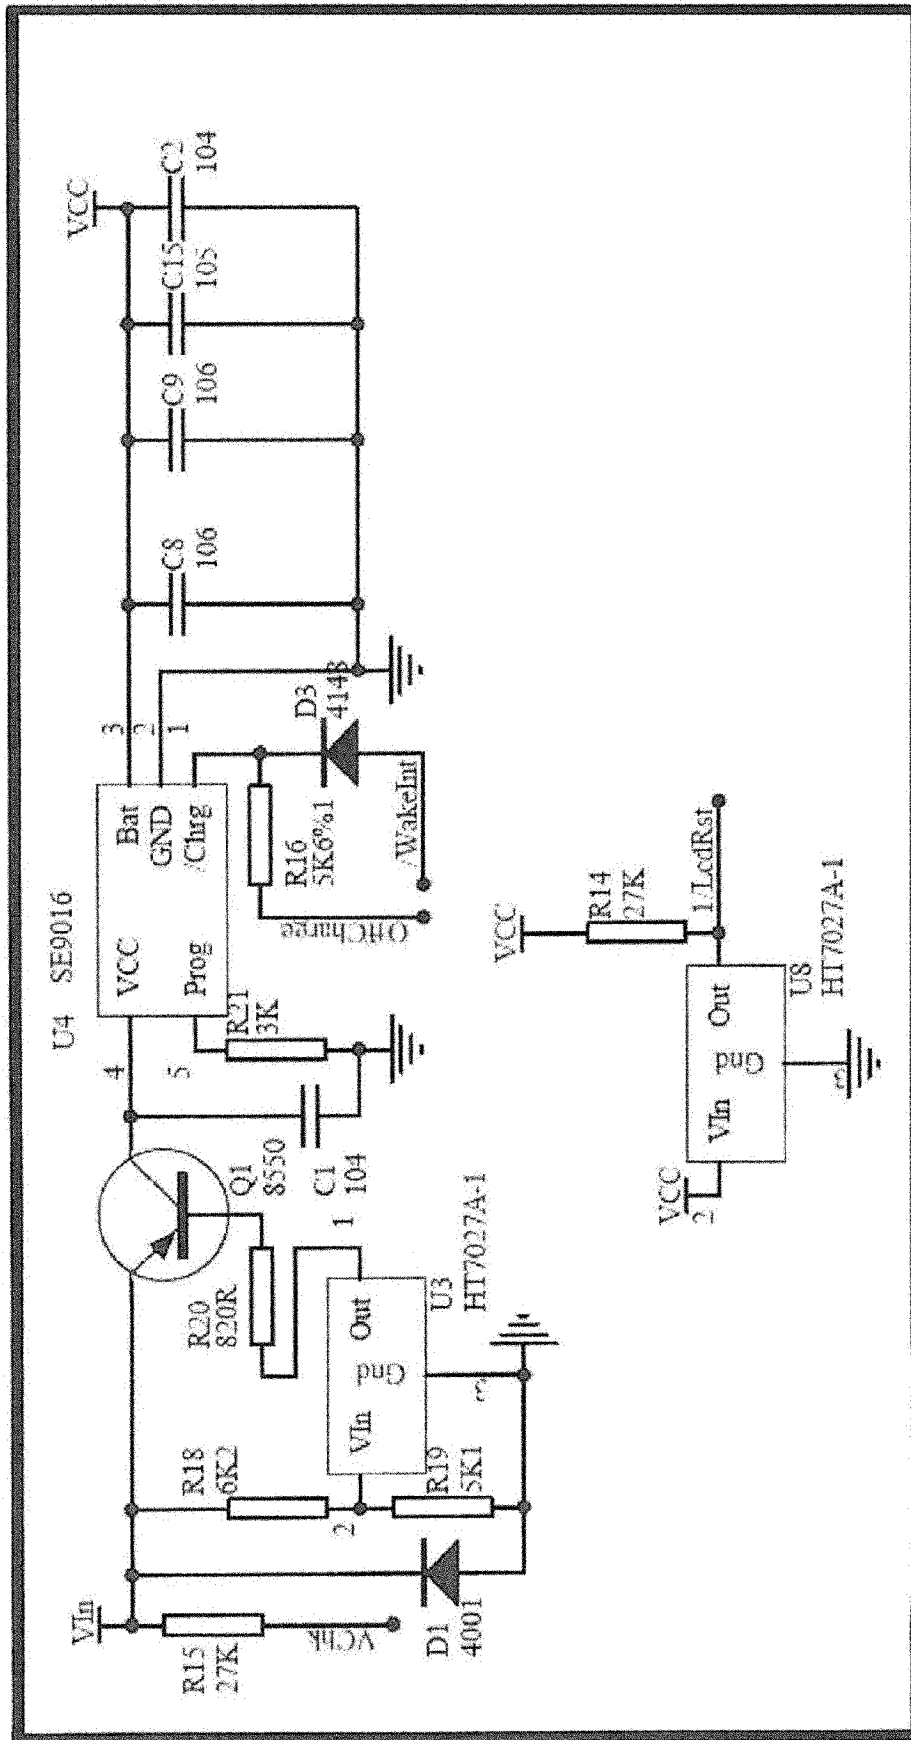 VIn
R15
27K
VChk
D1
4001
R18
6K2
2
R19
5K1
VIn
Gnd
Out
3
1
U3
HT7027A-1
R20
820R
Q1
8550
C1
104
4
5
R21
3K
U4 SE9016
VCC
Prog
Bat
GND
/Chrg
3
2
1
R16
5K6%1
OffCharge
/WakeInt
D3
4148
C8
106
C9
106
C15
105
C2
104
VCC
VCC
2
VIn
Gnd
Out
3
U8
HT7027A-1
VCC
R14
27K
1/LcdRst